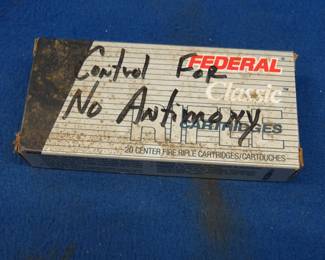 Control For
No Antimony
FEDERAL
Classic
RIFLE
CARTRIDGES
20 CENTER FIRE RIFLE CARTRIDGES/CARTOUCHES